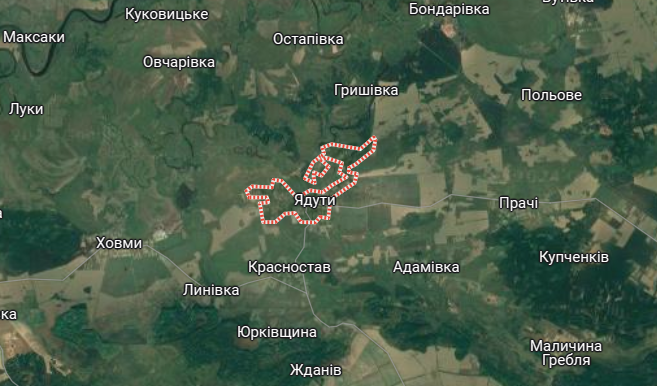 Куковицьке
Бондарівка
Максаки
Остапівка
Овчарівка
Гришівка
Польове
Луки
Ядути
Прачі
Ховми
Красностав
Адамівка
Купченків
Линівка
ка
Юрківщина
Маличина
Гребля
Жданів